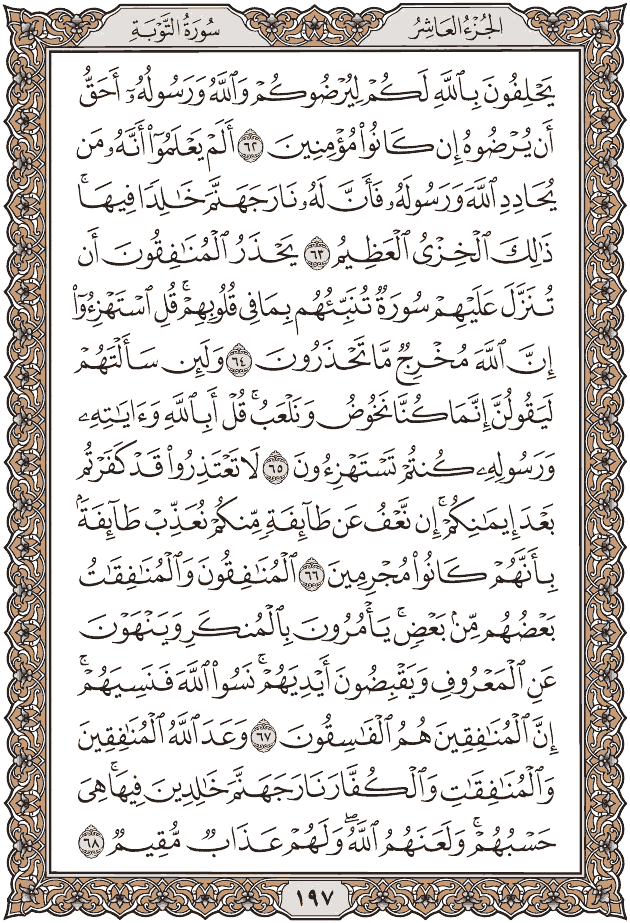 الجُزْءُ العَاشِرُ
سُورَةُ التَّوْبَةِ
يَحْلِفُونَ بِٱللَّهِ لَكُمْ لِيُرْضُوكُمْ وَٱللَّهُ وَرَسُولُهُۥٓ أَحَقُّ
أَن يُرْضُوهُ إِن كَانُوا۟ مُؤْمِنِينَ ٦٢ أَلَمْ يَعْلَمُوٓا۟ أَنَّهُۥ مَن
يُحَادِدِ ٱللَّهَ وَرَسُولَهُۥ فَأَنَّ لَهُۥ نَارَ جَهَنَّمَ خَٰلِدًا فِيهَا ۚ
ذَٰلِكَ ٱلْخِزْىُ ٱلْعَظِيمُ ٦٣ يَحْذَرُ ٱلْمُنَٰفِقُونَ أَن
تُنَزَّلَ عَلَيْهِمْ سُورَةٌ تُنَبِّئُهُم بِمَا فِى قُلُوبِهِمْ ۚ قُلِ ٱسْتَهْزِءُوٓا۟
إِنَّ ٱللَّهَ مُخْرِجٌ مَّا تَحْذَرُونَ ٦٤ وَلَئِن سَأَلْتَهُمْ
لَيَقُولُنَّ إِنَّمَا كُنَّا نَخُوضُ وَنَلْعَبُ ۚ قُلْ أَبِٱللَّهِ وَءَايَٰتِهِۦ
وَرَسُولِهِۦ كُنتُمْ تَسْتَهْزِءُونَ ٦٥ لَا تَعْتَذِرُوا۟ قَدْ كَفَرْتُم
بَعْدَ إِيمَٰنِكُمْ ۚ إِن نَّعْفُ عَن طَآئِفَةٍ مِّنكُمْ نُعَذِّبْ طَآئِفَةًۢ
بِأَنَّهُمْ كَانُوا۟ مُجْرِمِينَ ٦٦ ٱلْمُنَٰفِقُونَ وَٱلْمُنَٰفِقَٰتُ
بَعْضُهُم مِّنۢ بَعْضٍ ۚ يَأْمُرُونَ بِٱلْمُنكَرِ وَيَنْهَوْنَ
عَنِ ٱلْمَعْرُوفِ وَيَقْبِضُونَ أَيْدِيَهُمْ ۚ نَسُوا۟ ٱللَّهَ فَنَسِيَهُمْ ۗ
إِنَّ ٱلْمُنَٰفِقِينَ هُمُ ٱلْفَٰسِقُونَ ٦٧ وَعَدَ ٱللَّهُ ٱلْمُنَٰفِقِينَ
وَٱلْمُنَٰفِقَٰتِ وَٱلْكُفَّارَ نَارَ جَهَنَّمَ خَٰلِدِينَ فِيهَا ۚ هِىَ
حَسْبُهُمْ ۚ وَلَعَنَهُمُ ٱللَّهُ ۖ وَلَهُمْ عَذَابٌ مُّقِيمٌ ٦٨
١٩٧